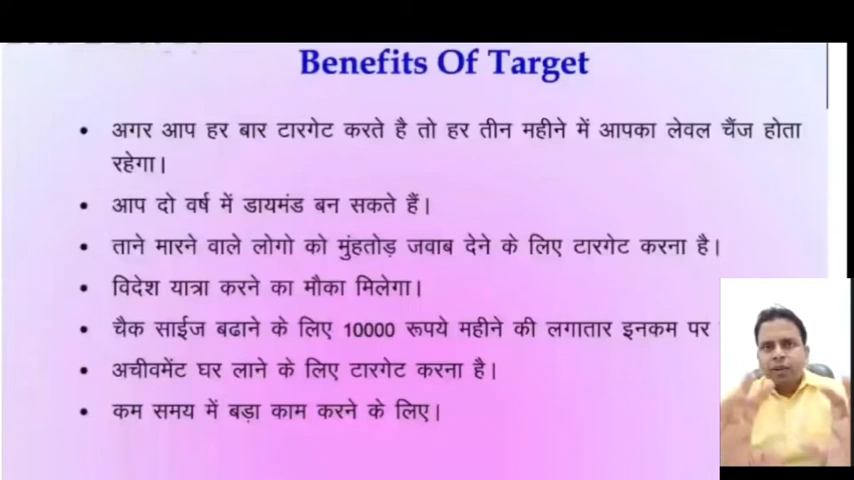 Benefits Of Target
• अगर आप हर बार टारगेट करते है तो हर तीन महीने में आपका लेवल चैंज होता
रहेगा।
• आप दो वर्ष में डायमंड बन सकते हैं।
• ताने मारने वाले लोगो को मुंहतोड़ जवाब देने के लिए टारगेट करना है।
• विदेश यात्रा करने का मौका मिलेगा।
• चैक साईज बढाने के लिए 10000 रूपये महीने की लगातार इनकम पर
• अचीवमेंट घर लाने के लिए टारगेट करना है।
• कम समय में बड़ा काम करने के लिए।